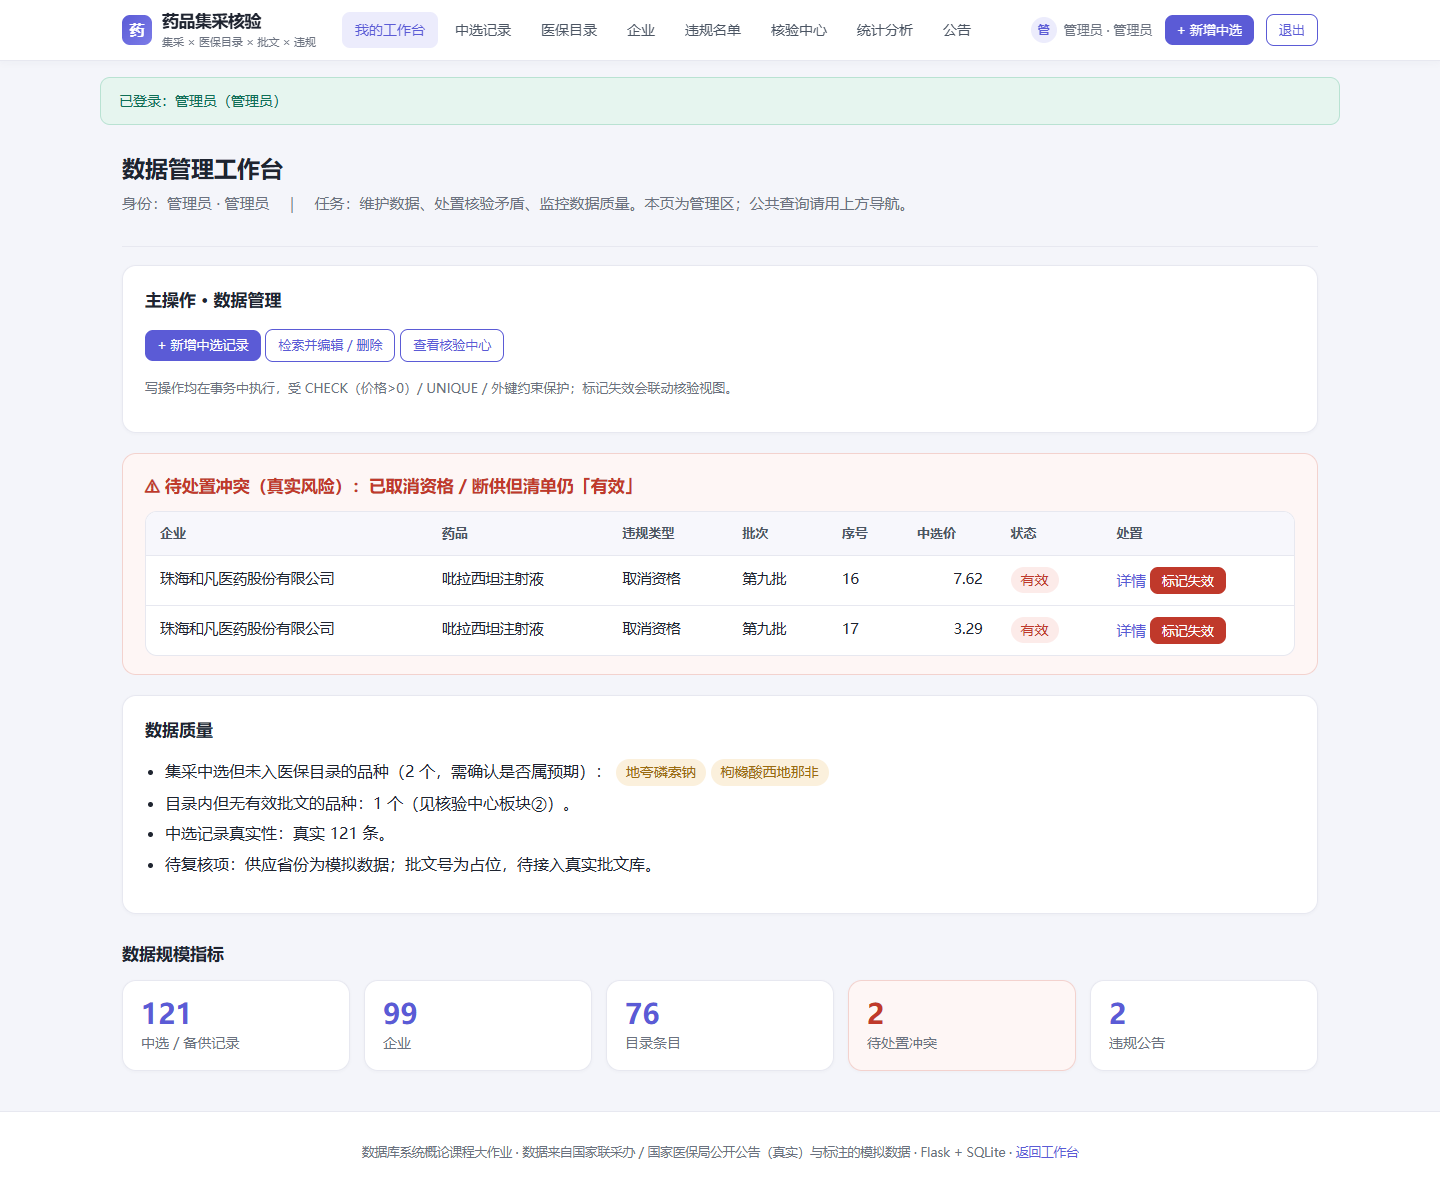 药
药品集采核验
集采 × 医保目录 × 批文 × 违规
我的工作台
中选记录
医保目录
企业
违规名单
核验中心
统计分析
公告
管
管理员 · 管理员
+ 新增中选
退出
已登录：管理员（管理员）
数据管理工作台
身份：管理员 · 管理员 | 任务：维护数据、处置核验矛盾、监控数据质量。本页为管理区；公共查询请用上方导航。
主操作 · 数据管理
+ 新增中选记录
检索并编辑 / 删除
查看核验中心
写操作均在事务中执行，受 CHECK（价格>0）/ UNIQUE / 外键约束保护；标记失效会联动核验视图。
⚠ 待处置冲突（真实风险）：已取消资格 / 断供但清单仍「有效」
企业 药品 违规类型 批次 序号 中选价 状态 处置
珠海和凡医药股份有限公司 吡拉西坦注射液 取消资格 第九批 16 7.62 有效 详情 标记失效
珠海和凡医药股份有限公司 吡拉西坦注射液 取消资格 第九批 17 3.29 有效 详情 标记失效
数据质量
• 集采中选但未入医保目录的品种（2 个，需确认是否属预期）： 地夸磷索钠 枸橼酸西地那非
• 目录内但无有效批文的品种：1 个（见核验中心板块②）。
• 中选记录真实性：真实 121 条。
• 待复核项：供应省份为模拟数据；批文号为占位，待接入真实批文库。
数据规模指标
121
中选 / 备供记录
99
企业
76
目录条目
2
待处置冲突
2
违规公告
数据库系统概论课程大作业 · 数据来自国家联采办 / 国家医保局公开公告（真实）与标注的模拟数据 · Flask + SQLite · 返回工作台